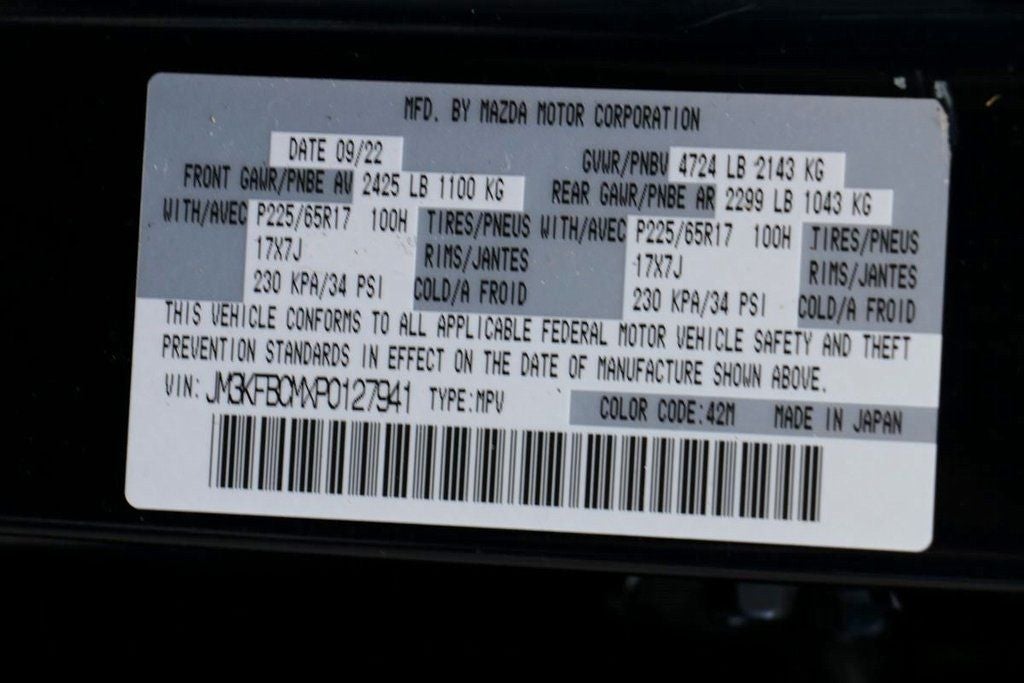 MFD. BY MAZDA MOTOR CORPORATION
DATE 09/22 GVWR/PNBV 4724 LB 2143 KG
FRONT GAWR/PNBE AV 2425 LB 1100 KG REAR GAWR/PNBE AR 2299 LB 1043 KG
WITH/AVEC P225/65R17 100H TIRES/PNEUS WITH/AVEC P225/65R17 100H TIRES/PNEUS
17X7J RIMS/JANTES 17X7J RIMS/JANTES
230 KPA/34 PSI COLD/A FROID 230 KPA/34 PSI COLD/A FROID
THIS VEHICLE CONFORMS TO ALL APPLICABLE FEDERAL MOTOR VEHICLE SAFETY AND THEFT
PREVENTION STANDARDS IN EFFECT ON THE DATE OF MANUFACTURE SHOWN ABOVE.
VIN: JM3KFBCMXP0127941 TYPE:MPV COLOR CODE:42M MADE IN JAPAN